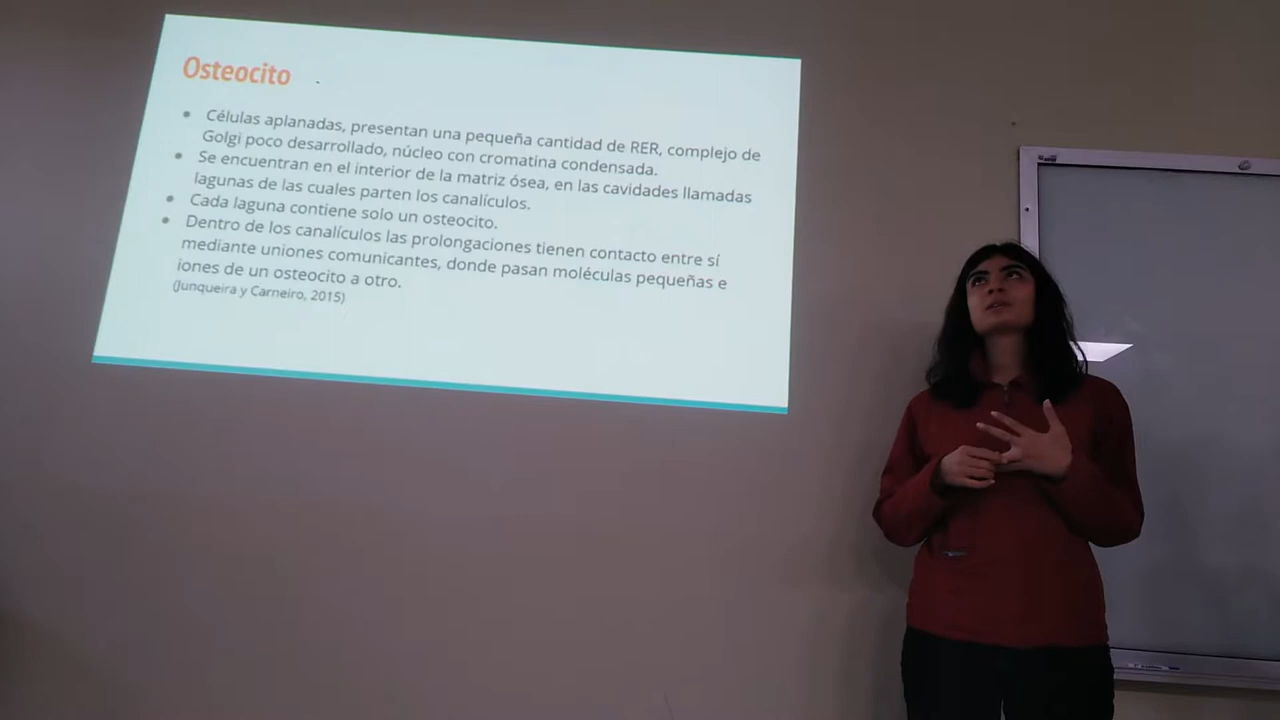 Osteocito
Células aplanadas, presentan una pequeña cantidad de RER, complejo de
Golgi poco desarrollado, núcleo con cromatina condensada.
Se encuentran en el interior de la matriz ósea, en las cavidades llamadas
lagunas de las cuales parten los canalículos.
Cada laguna contiene solo un osteocito.
Dentro de los canalículos las prolongaciones tienen contacto entre sí
mediante uniones comunicantes, donde pasan moléculas pequeñas e
iones de un osteocito a otro.
(Junqueira y Carneiro, 2015)